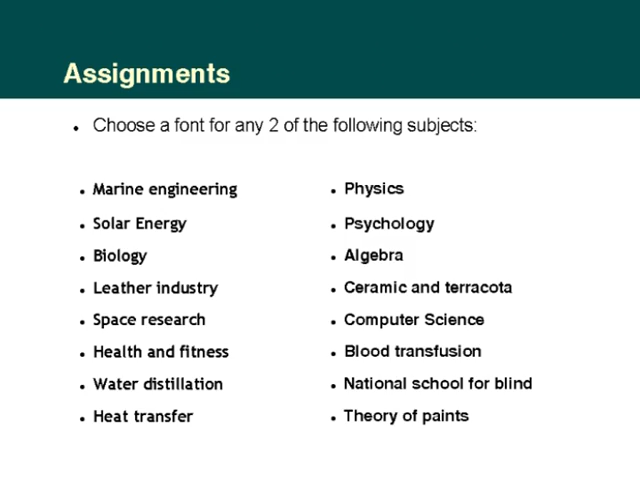 Assignments
Choose a font for any 2 of the following subjects:
Marine engineering
Solar Energy
Biology
Leather industry
Space research
Health and fitness
Water distillation
Heat transfer
Physics
Psychology
Algebra
Ceramic and terracota
Computer Science
Blood transfusion
National school for blind
Theory of paints